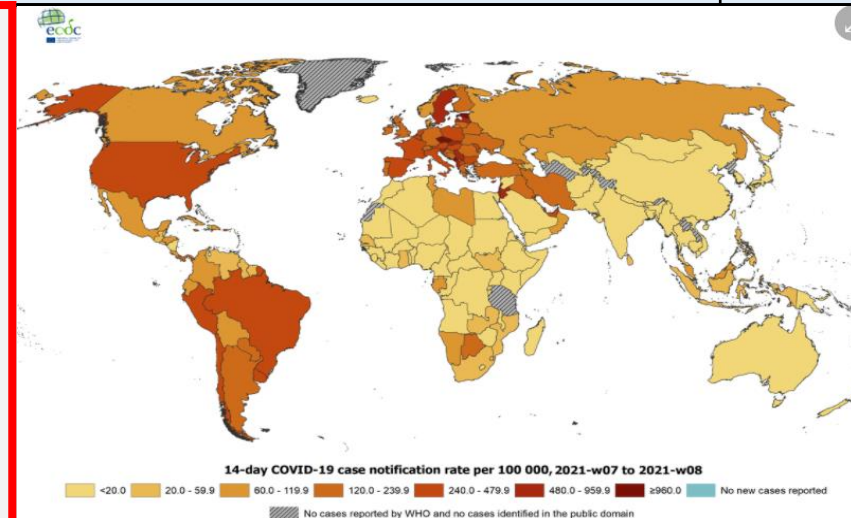 ecdc
14-day COVID-19 case notification rate per 100 000, 2021-w07 to 2021-w08
<20.0 20.0 - 59.9 60.0 - 119.9 120.0 - 239.9 240.0 - 479.9 480.0 - 959.9 ≥960.0 No new cases reported
No cases reported by WHO and no cases identified in the public domain